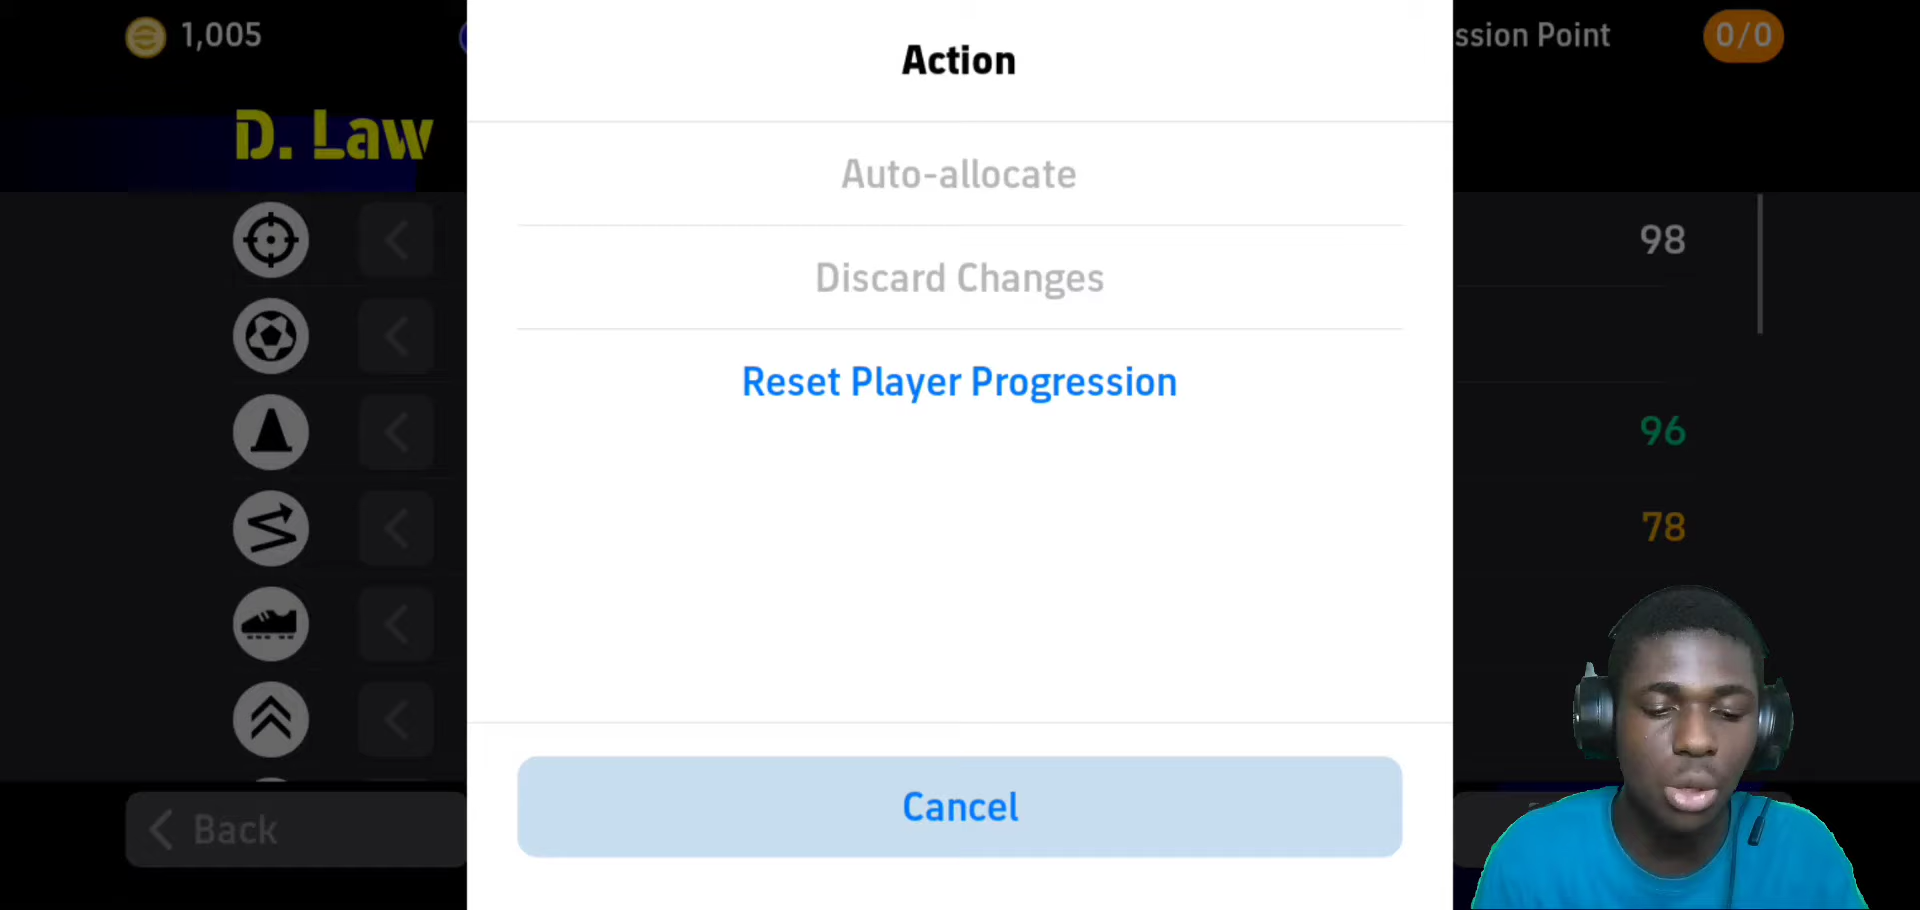 1,005
ssion Point
0/0
D. Law
Action
Auto-allocate
Discard Changes
Reset Player Progression
98
96
78
Cancel
Back